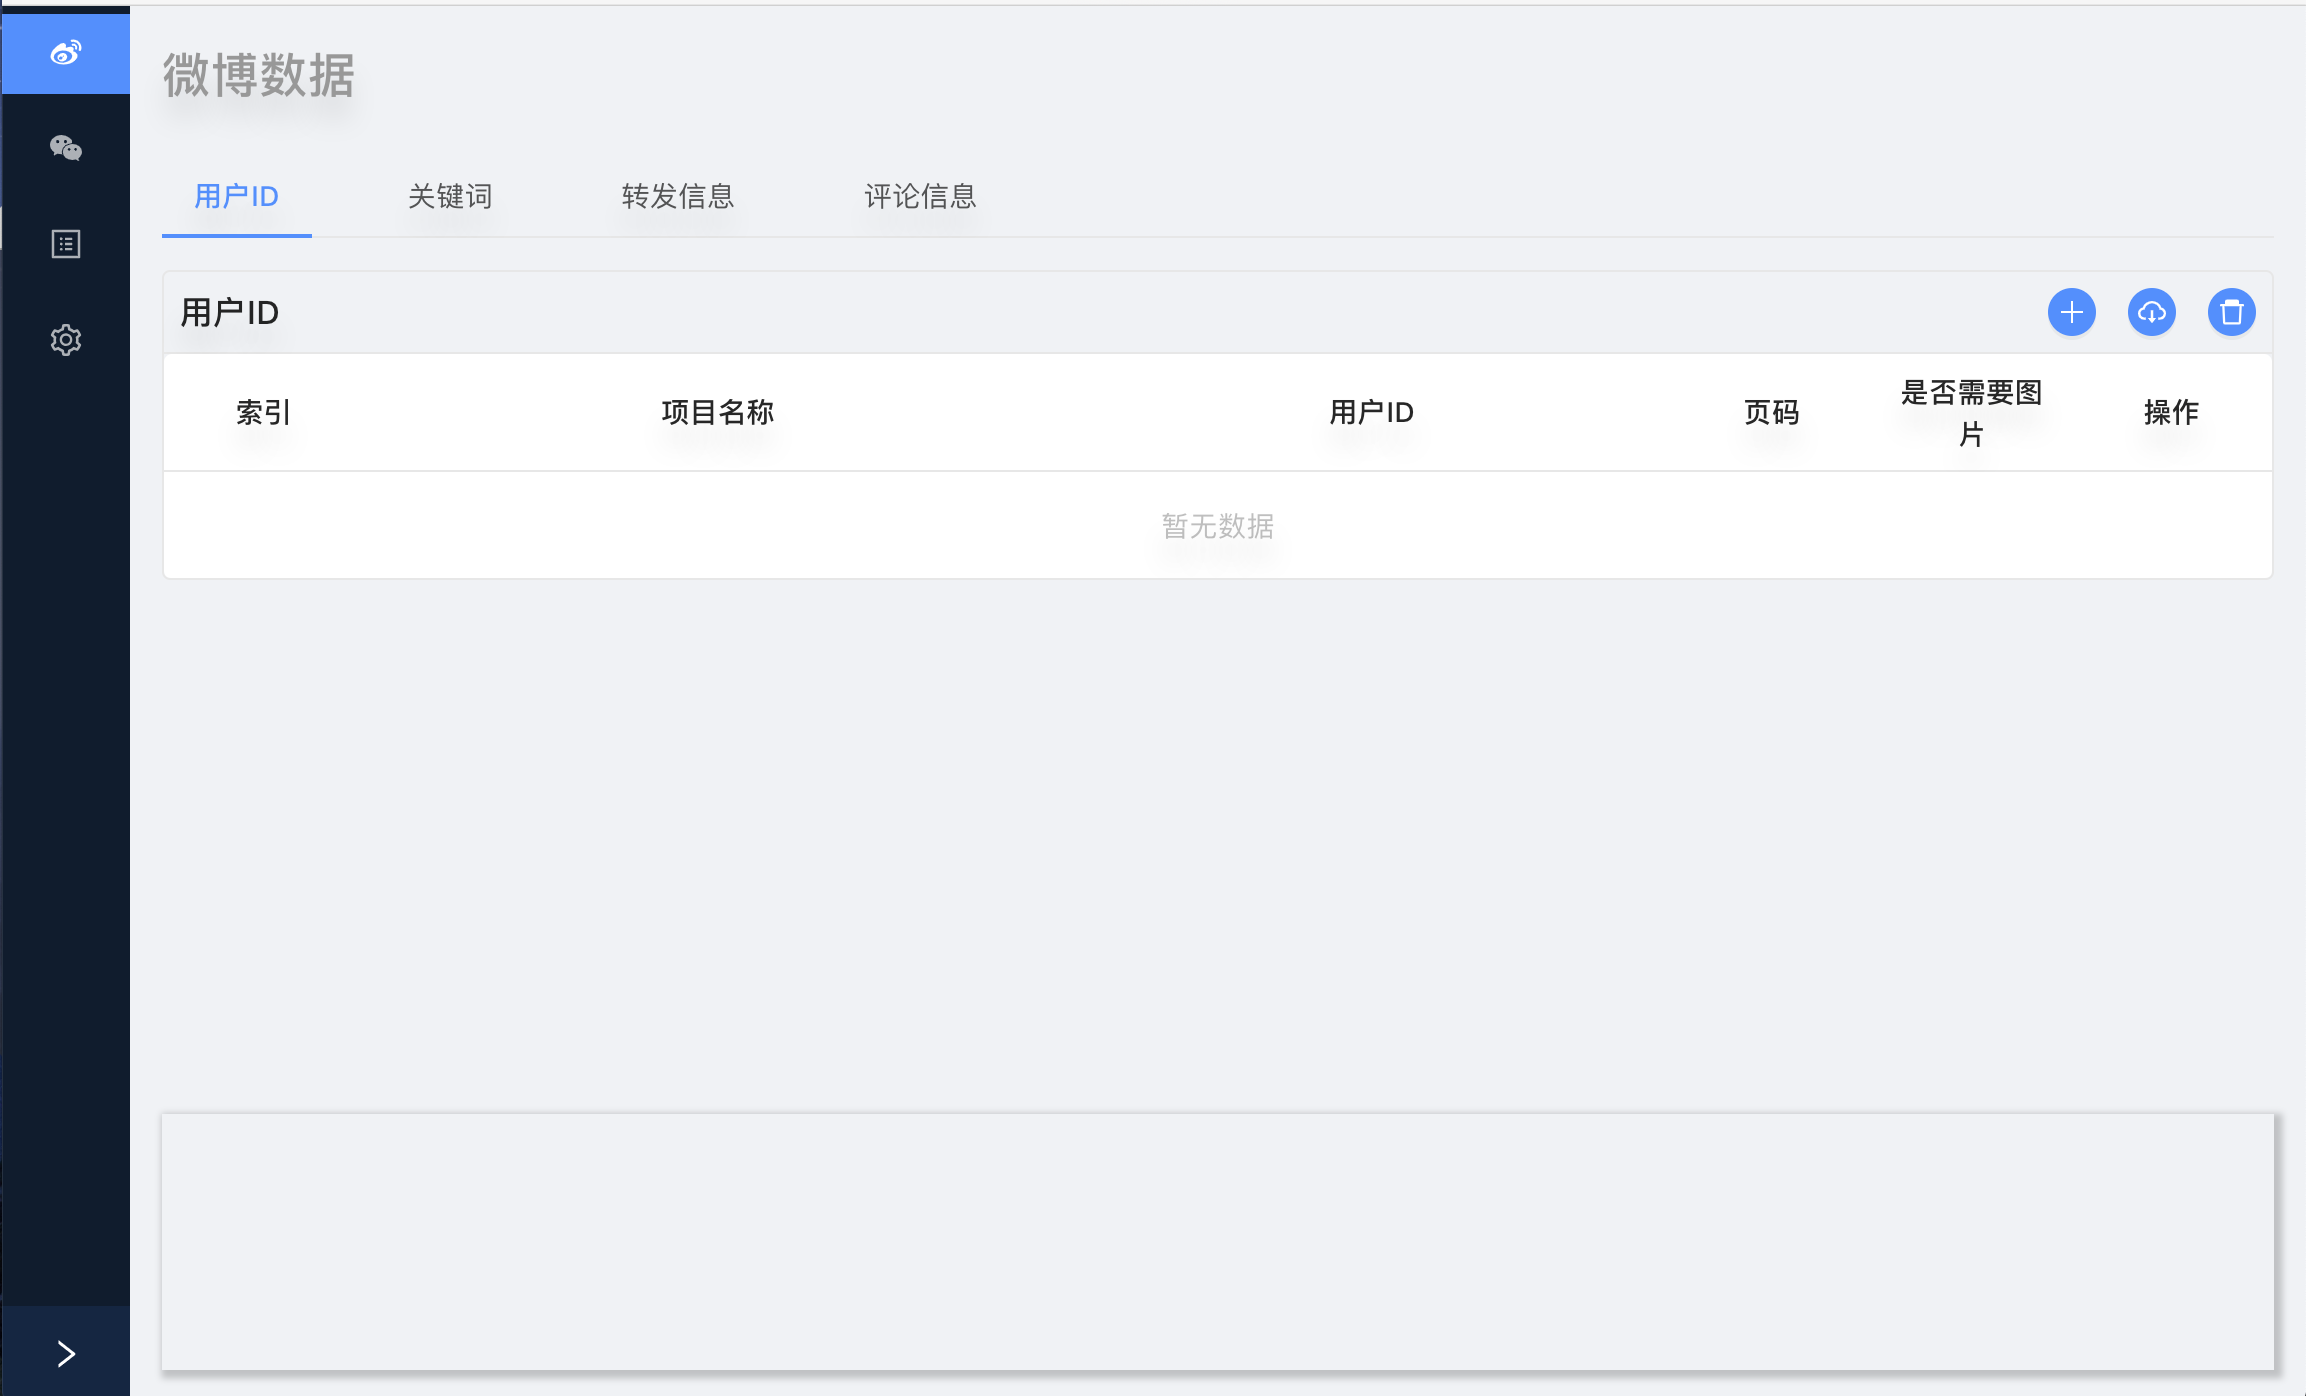 微博数据
用户ID
关键词
转发信息
评论信息
用户ID
索引
项目名称
用户ID
页码
是否需要图
片
操作
暂无数据